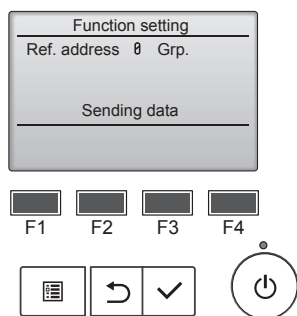 Function setting
Ref. address 0 Grp.
Sending data
F1 F2 F3 F4